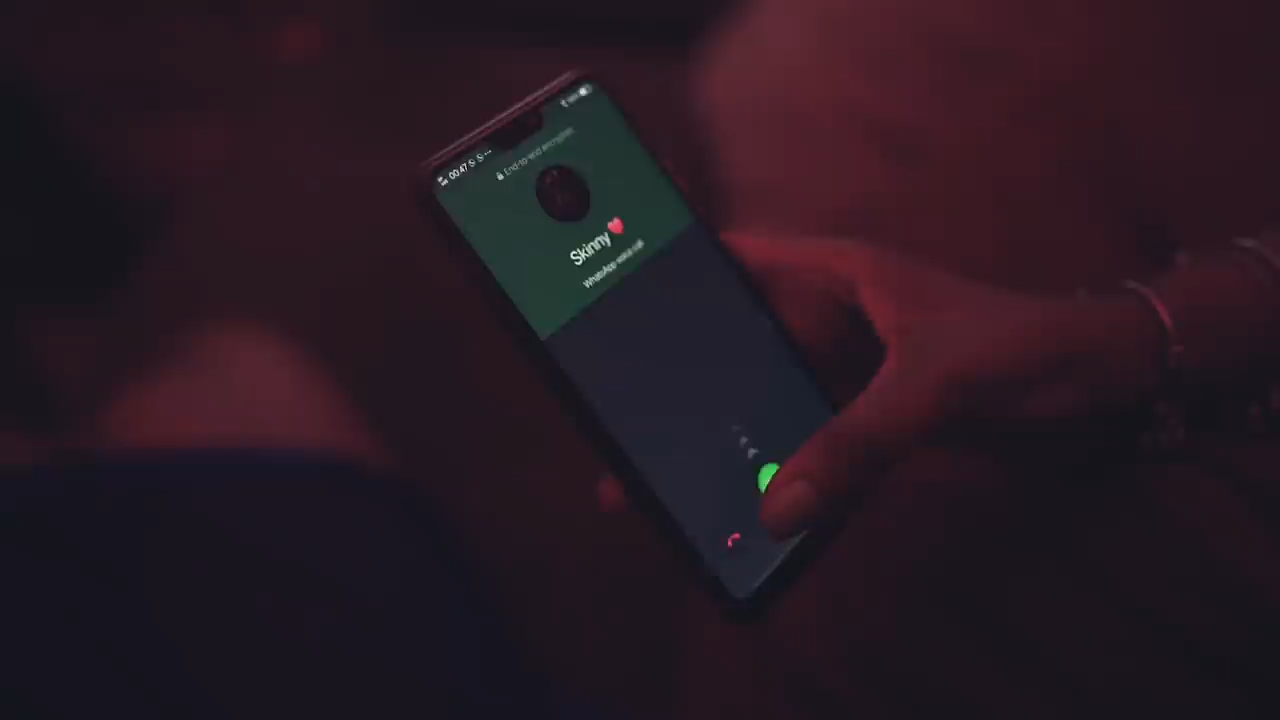 00:47
End-to-end encrypted
Skinny❤️
WhatsApp voice call